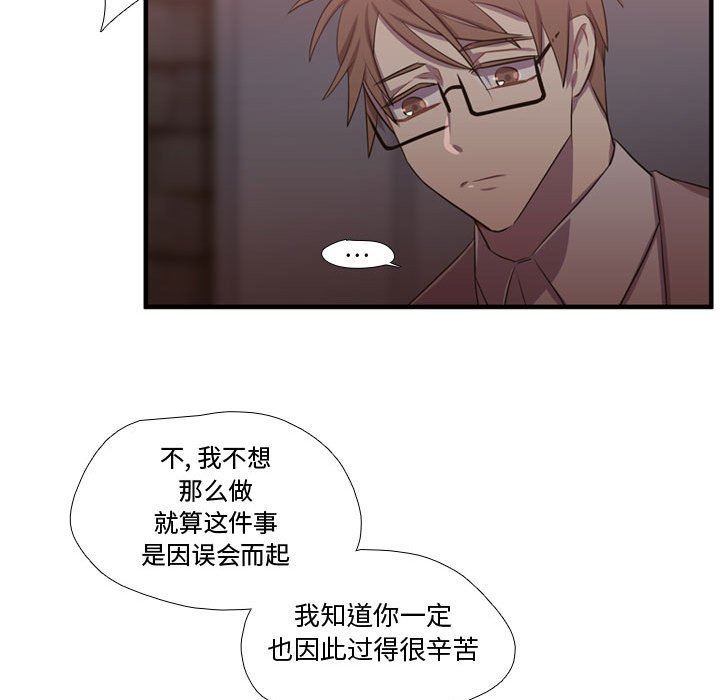 ...
不, 我不想
那么做
就算这件事
是因误会而起
我知道你一定
也因此过得很辛苦